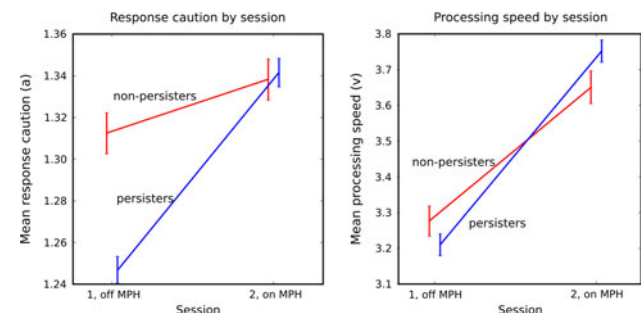 Response caution by session
Mean response caution (a)
1.36
1.34
1.32
1.30
1.28
1.26
1.24
non-persisters
persisters
1, off MPH
2, on MPH
Session
Processing speed by session
Mean processing speed (v)
3.8
3.7
3.6
3.5
3.4
3.3
3.2
3.1
non-persisters
persisters
1, off MPH
2, on MPH
Session